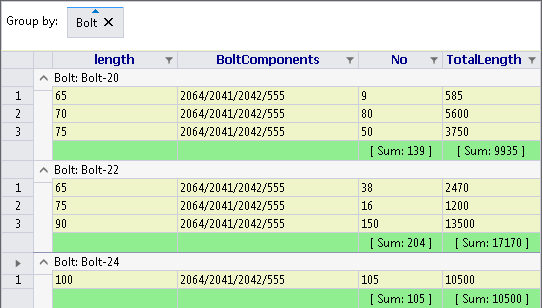 Group by:
Bolt ✕
length BoltComponents No TotalLength
Bolt: Bolt-20
1 65 2064/2041/2042/555 9 585
2 70 2064/2041/2042/555 80 5600
3 75 2064/2041/2042/555 50 3750
[ Sum: 139 ] [ Sum: 9935 ]
Bolt: Bolt-22
1 65 2064/2041/2042/555 38 2470
2 75 2064/2041/2042/555 16 1200
3 90 2064/2041/2042/555 150 13500
[ Sum: 204 ] [ Sum: 17170 ]
Bolt: Bolt-24
1 100 2064/2041/2042/555 105 10500
[ Sum: 105 ] [ Sum: 10500 ]